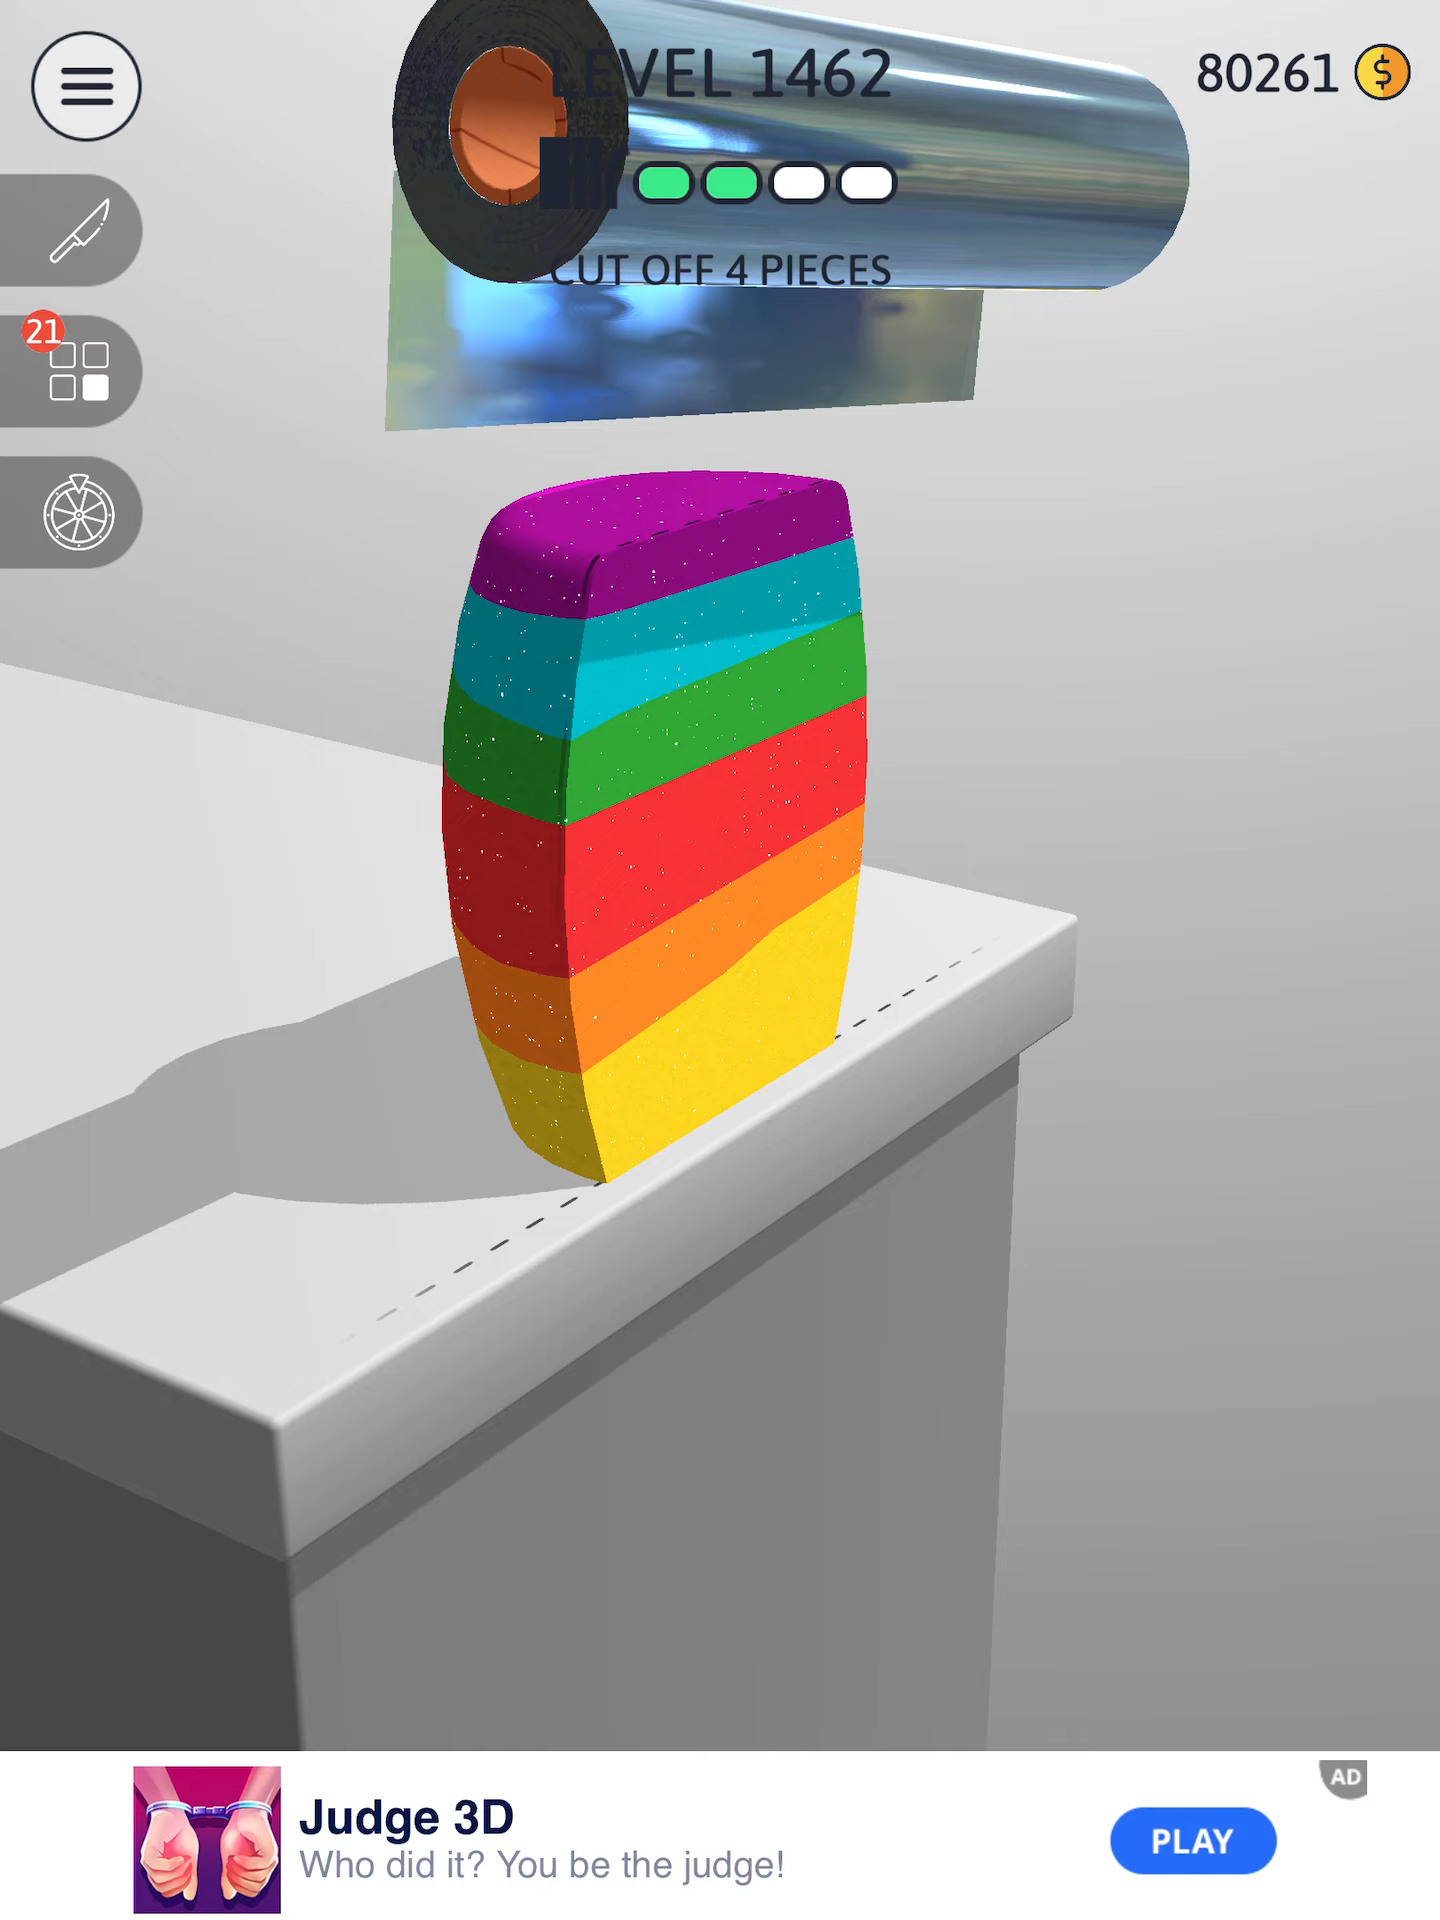 LEVEL 1462
80261
CUT OFF 4 PIECES
21
Judge 3D
Who did it? You be the judge!
PLAY
AD